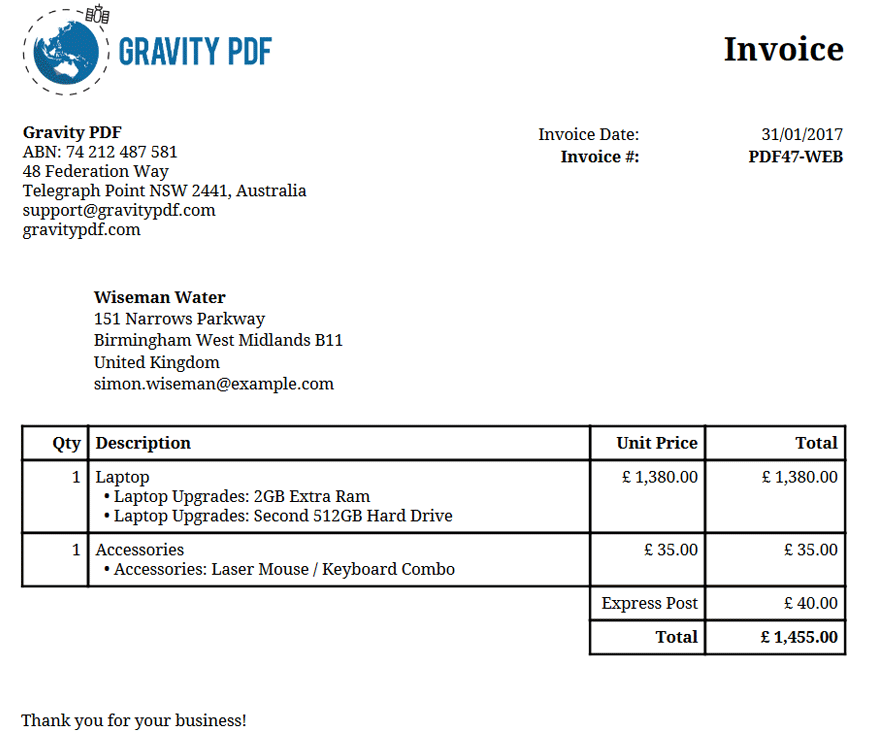 GRAVITY PDF
Invoice
Gravity PDF
ABN: 74 212 487 581
48 Federation Way
Telegraph Point NSW 2441, Australia
support@gravitypdf.com
gravitypdf.com
Invoice Date: 31/01/2017
Invoice #: PDF47-WEB
Wiseman Water
151 Narrows Parkway
Birmingham West Midlands B11
United Kingdom
simon.wiseman@example.com
Qty Description Unit Price Total
1 Laptop £ 1,380.00 £ 1,380.00
• Laptop Upgrades: 2GB Extra Ram
• Laptop Upgrades: Second 512GB Hard Drive
1 Accessories £ 35.00 £ 35.00
• Accessories: Laser Mouse / Keyboard Combo
Express Post £ 40.00
Total £ 1,455.00
Thank you for your business!